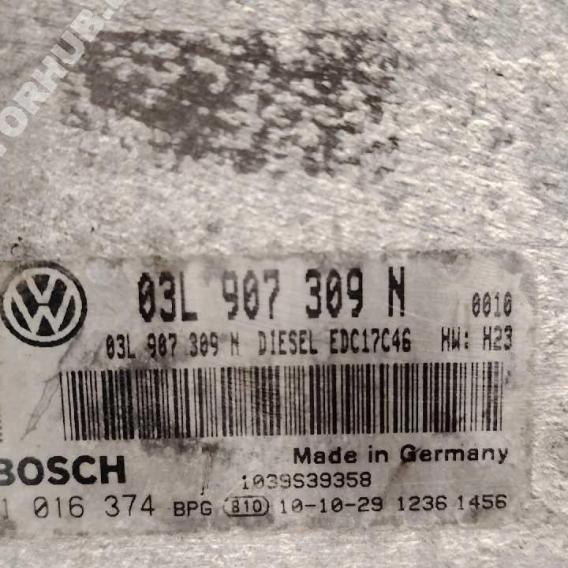 03L 907 309 N 0010
03L 907 309 N DIESEL EDC17C46 HW: H23
Made in Germany
BOSCH
1039S39358
1 016 374 BPG 810 10-10-29 1236 1456